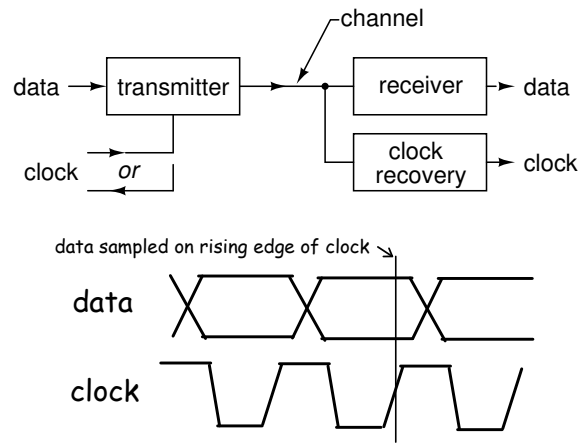 channel
data
transmitter
receiver
data
clock
or
clock
recovery
clock
data sampled on rising edge of clock
data
clock